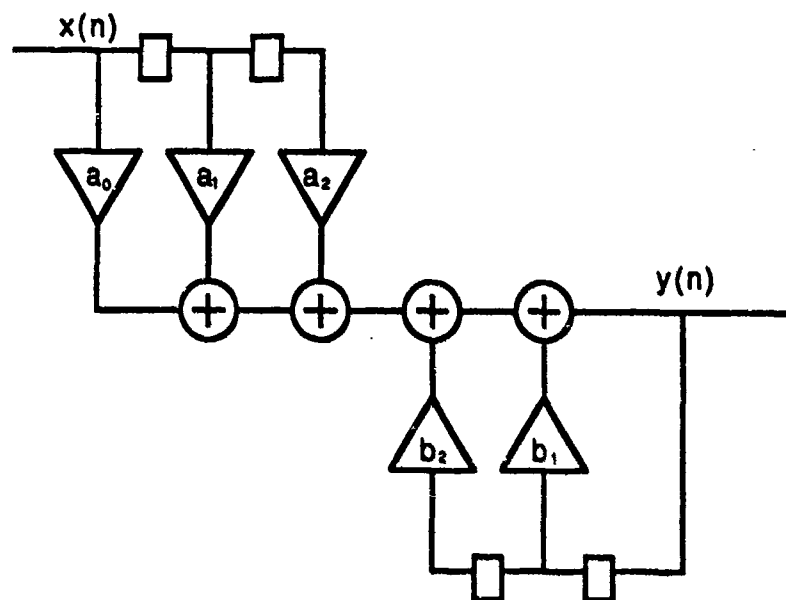 x(n)
a₀ a₁ a₂
+ + + +
y(n)
b₂ b₁